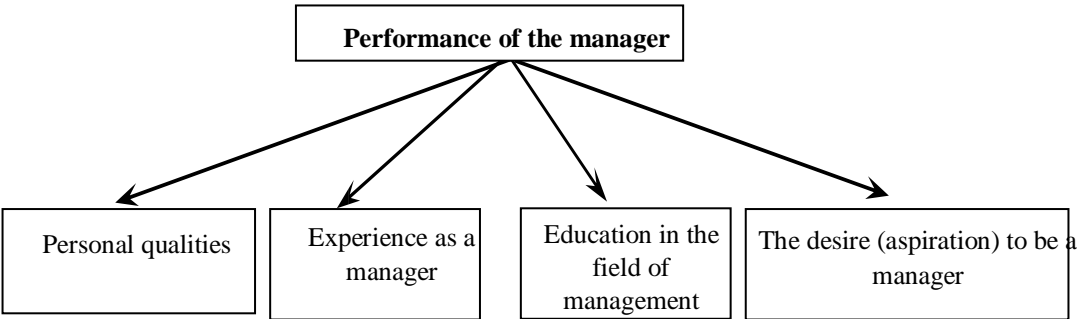 Performance of the manager
Personal qualities
Experience as a
manager
Education in the
field of
management
The desire (aspiration) to be a
manager